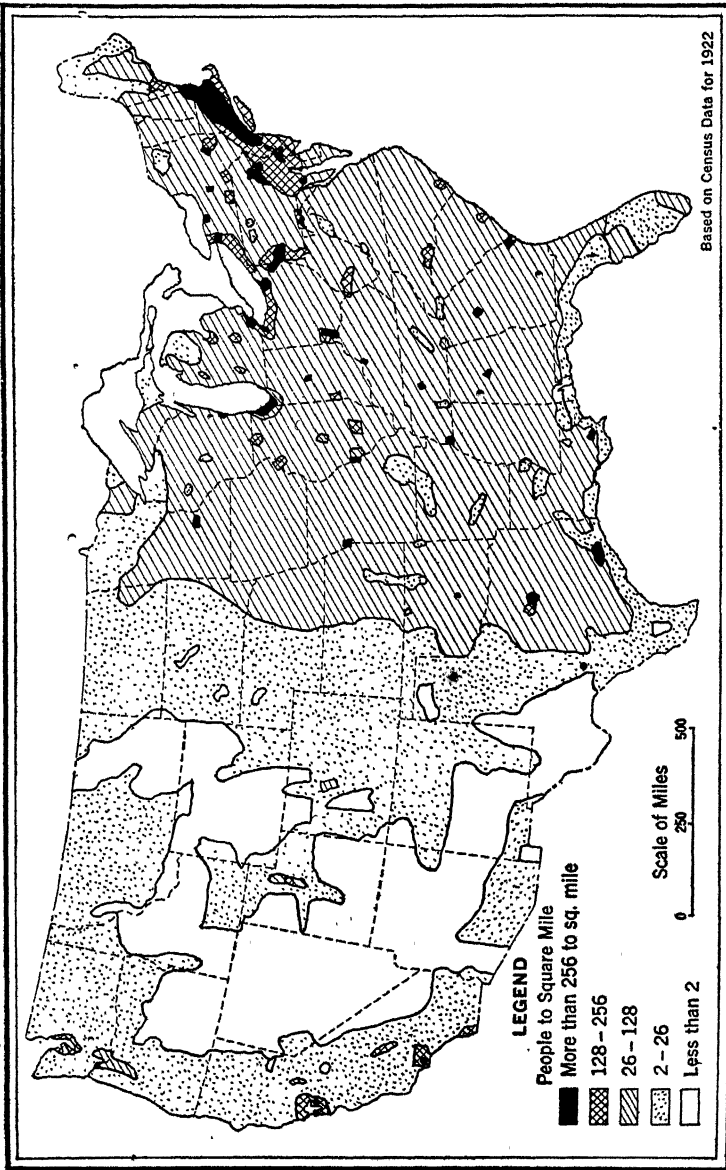 LEGEND
People to Square Mile
More than 256 to sq. mile
128-256
26-128
2-26
Less than 2
Scale of Miles
0 250 500
Based on Census Data for 1922